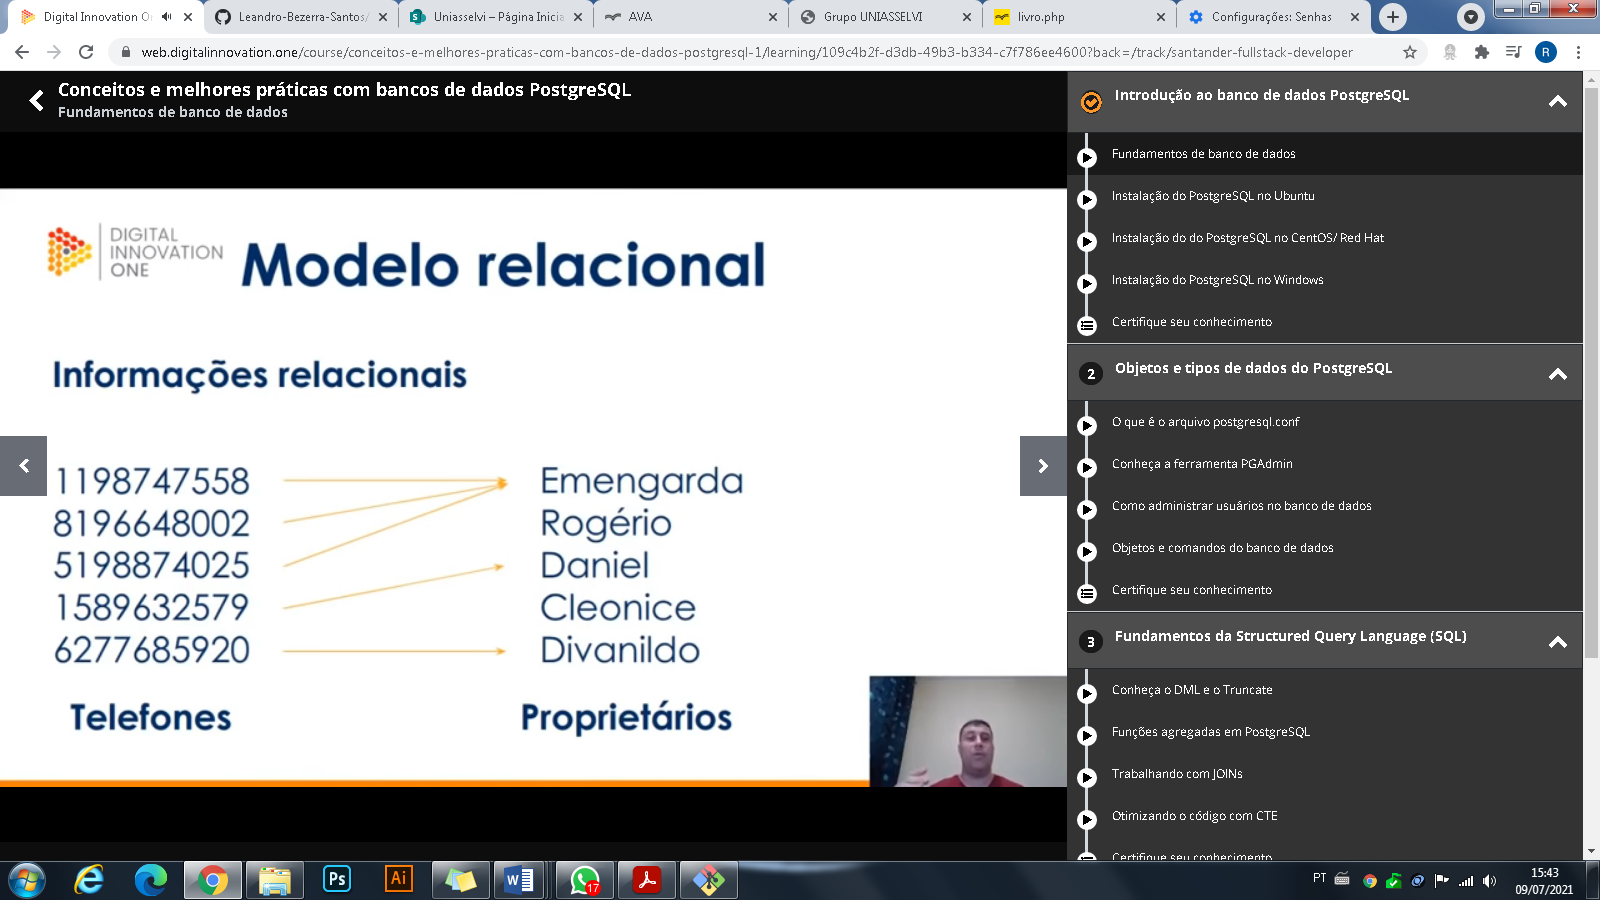 Digital Innovation On
Leandro-Bezerra-Santos/
Uniasselvi – Página Inicia
AVA
Grupo UNIASSELVI
livro.php
Configurações: Senhas
web.digitalinnovation.one/course/conceitos-e-melhores-praticas-com-bancos-de-dados-postgresql-1/learning/109c4b2f-d3db-49b3-b334-c7f786ee4600?back=/track/santander-fullstack-developer
R
Conceitos e melhores práticas com bancos de dados PostgreSQL
Fundamentos de banco de dados
DIGITAL
INNOVATION
ONE
Modelo relacional
Informações relacionais
1198747558 Emengarda
8196648002 Rogério
5198874025 Daniel
1589632579 Cleonice
6277685920 Divanildo
Telefones Proprietários
Introdução ao banco de dados PostgreSQL
Fundamentos de banco de dados
Instalação do PostgreSQL no Ubuntu
Instalação do do PostgreSQL no CentOS/ Red Hat
Instalação do PostgreSQL no Windows
Certifique seu conhecimento
2 Objetos e tipos de dados do PostgreSQL
O que é o arquivo postgresql.conf
Conheça a ferramenta PGAdmin
Como administrar usuários no banco de dados
Objetos e comandos do banco de dados
Certifique seu conhecimento
3 Fundamentos da Structured Query Language (SQL)
Conheça o DML e o Truncate
Funções agregadas em PostgreSQL
Trabalhando com JOINs
Otimizando o código com CTE
Certifique seu conhecimento
Ps
Ai
W
17
PT
15:43
09/07/2021